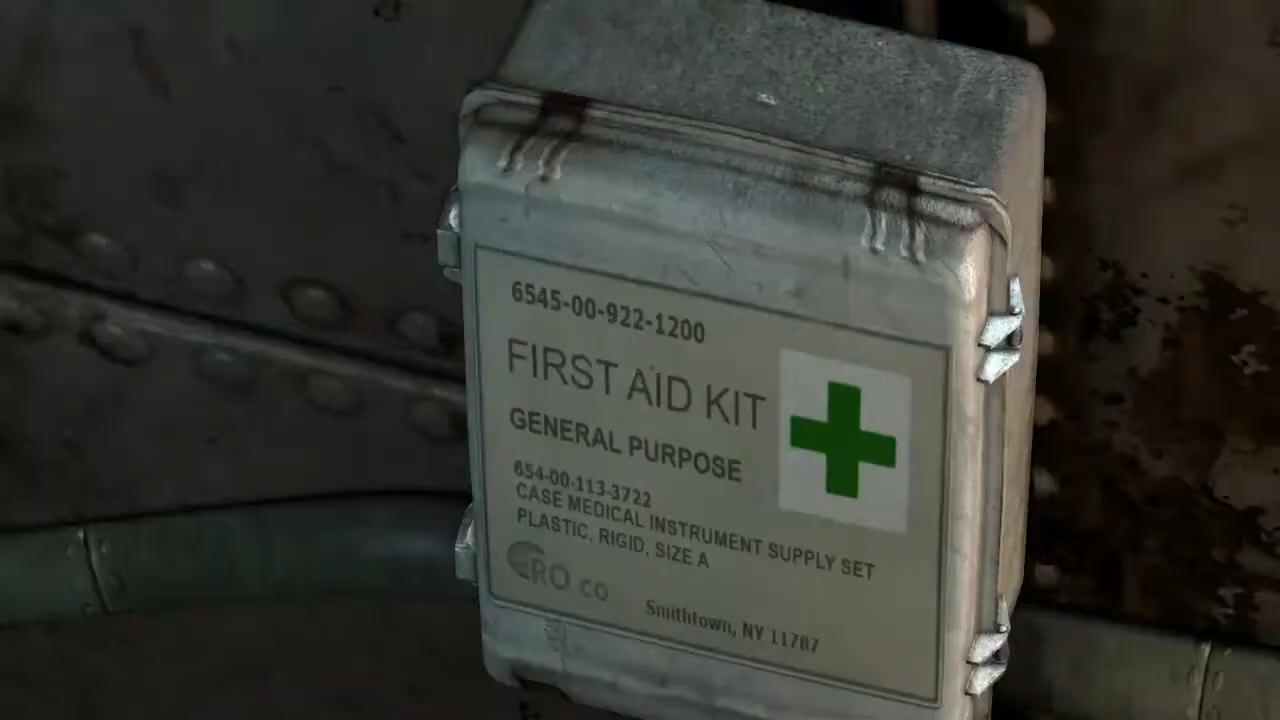 6545-00-922-1200
FIRST AID KIT
GENERAL PURPOSE
654-00-113-3722
CASE MEDICAL INSTRUMENT SUPPLY SET
PLASTIC, RIGID, SIZE A
ERO co
Smithtown, NY 11787